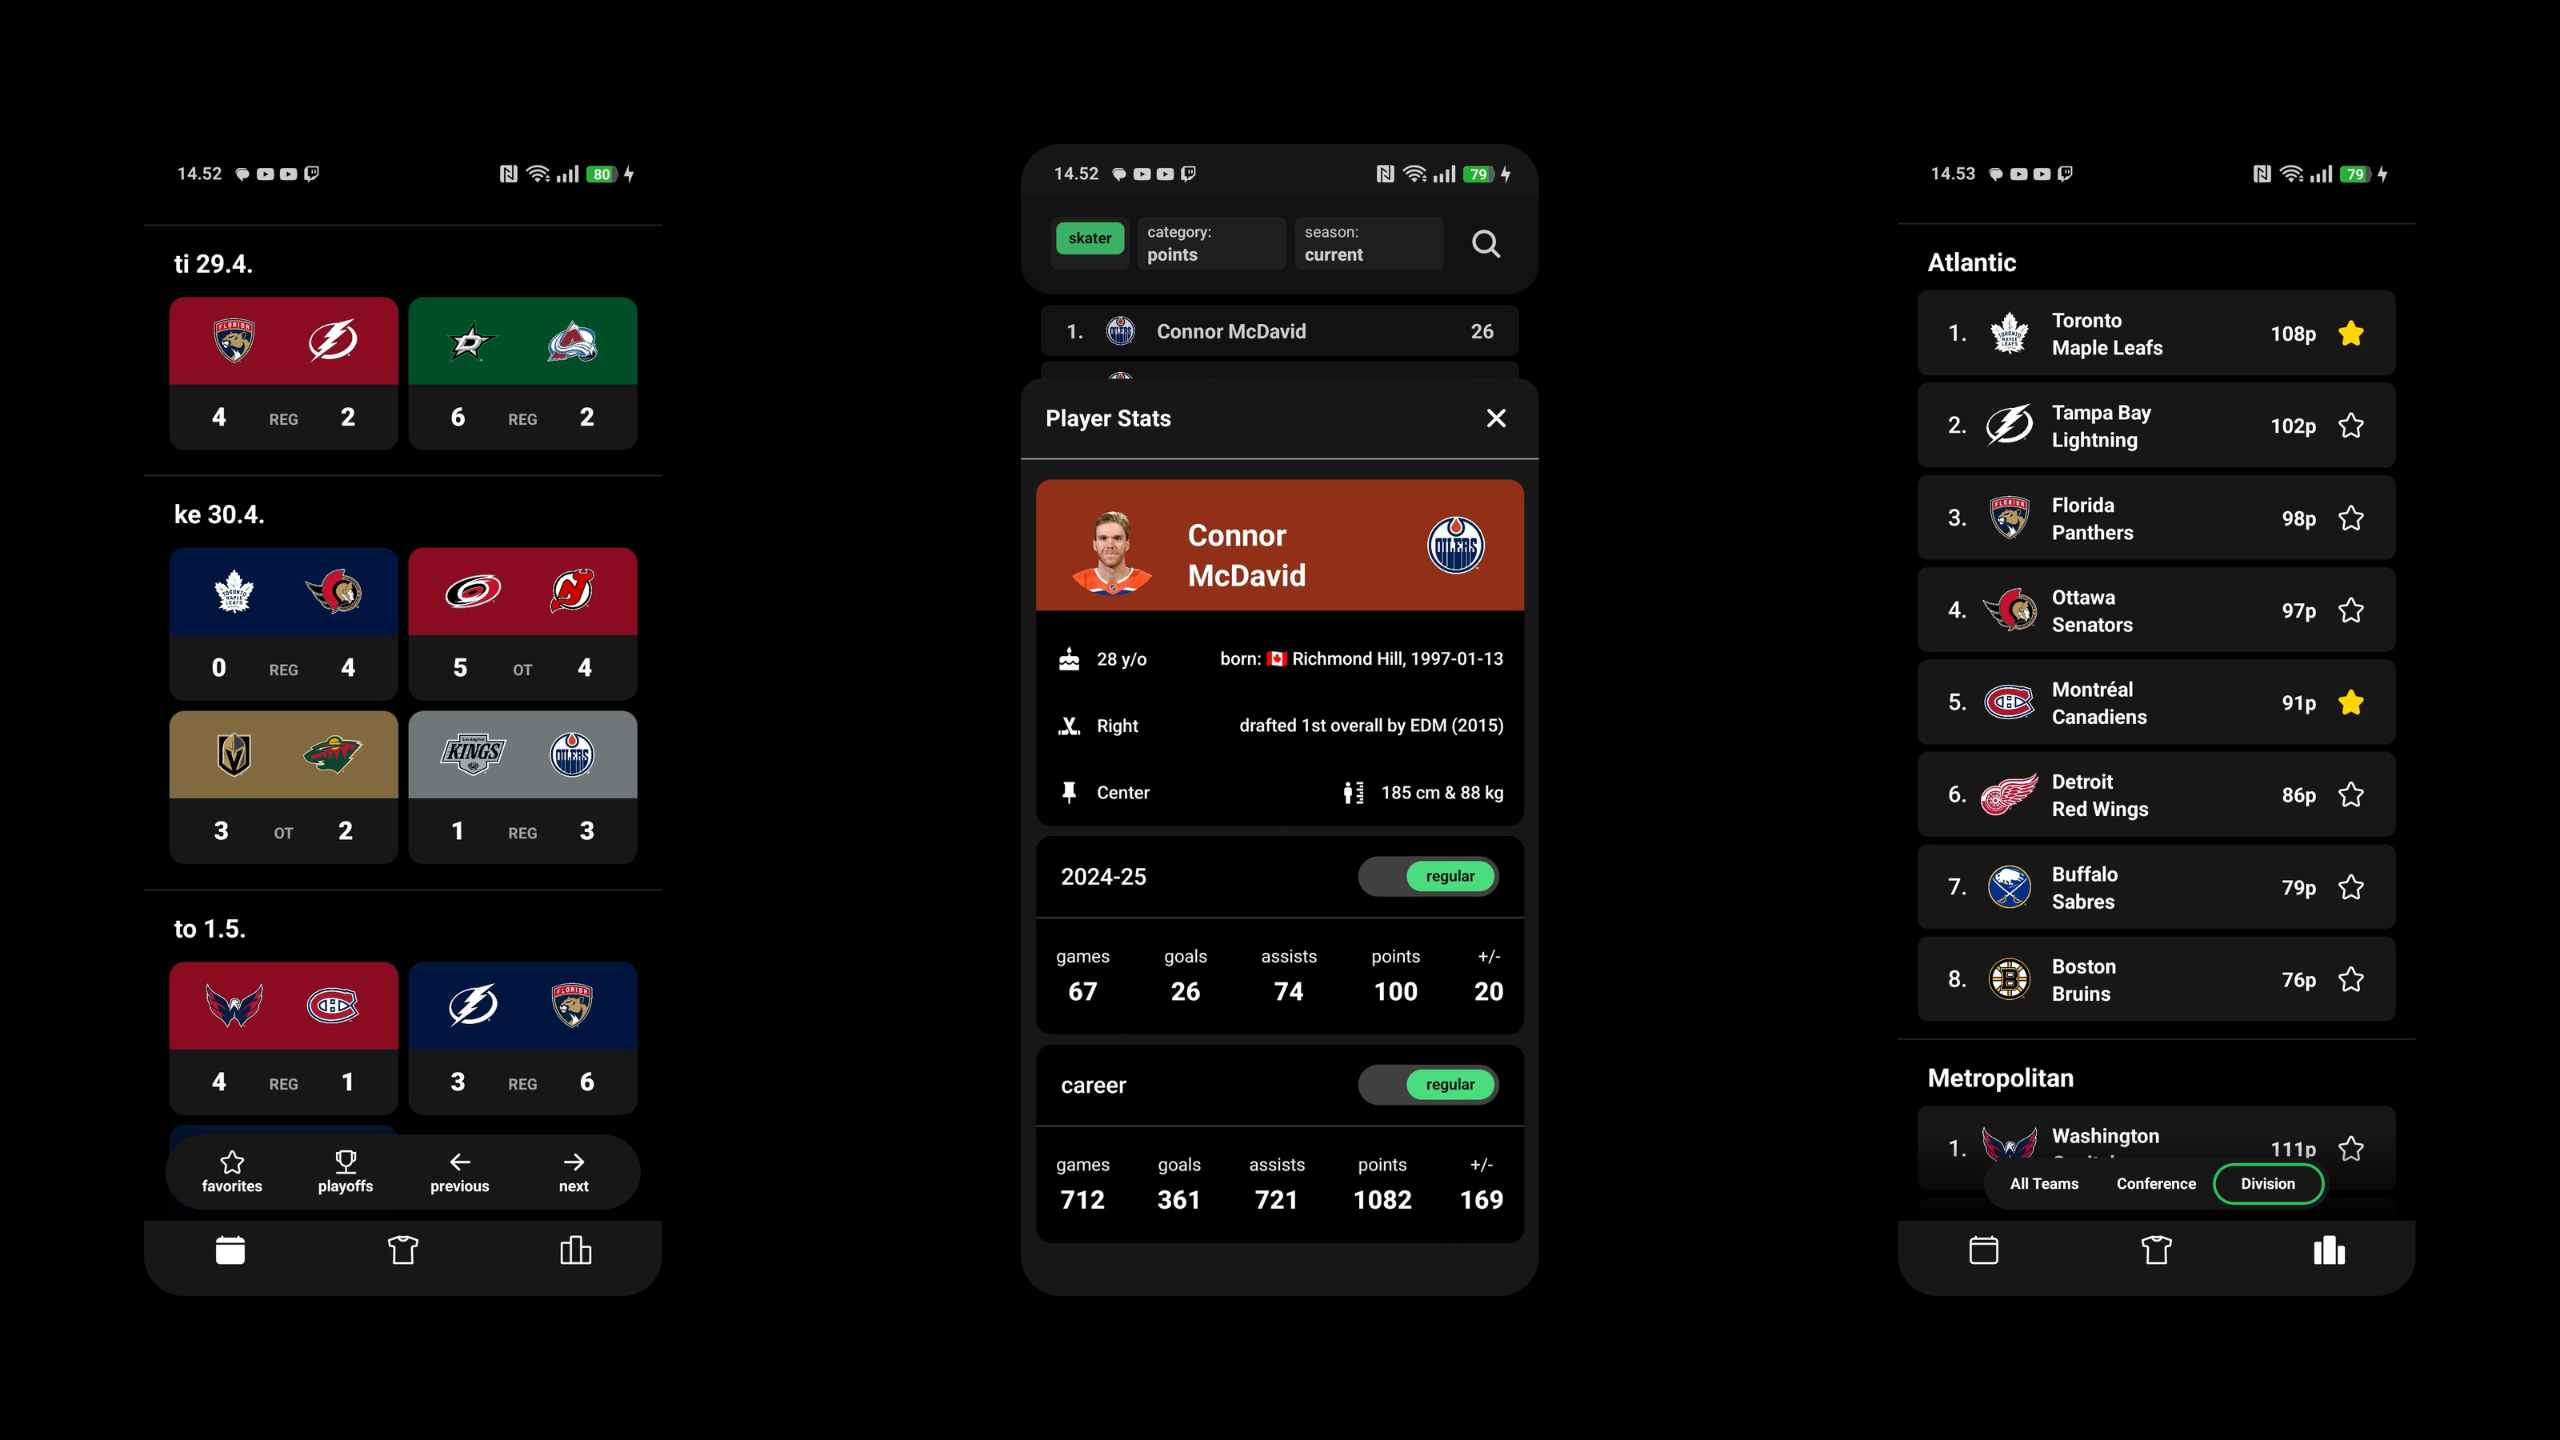 14.52
80
ti 29.4.
FLORIDA
4 REG 2
6 REG 2
ke 30.4.
TORONTO MAPLE LEAFS
0 REG 4
5 OT 4
KINGS
OILERS
3 OT 2
1 REG 3
to 1.5.
FLORIDA
4 REG 1
3 REG 6
favorites
playoffs
previous
next
14.52
79
skater
category:
points
season:
current
1. Connor McDavid 26
Player Stats
Connor
McDavid
OILERS
28 y/o
born: 🇨🇦 Richmond Hill, 1997-01-13
Right
drafted 1st overall by EDM (2015)
Center
185 cm & 88 kg
2024-25
regular
games goals assists points +/-
67 26 74 100 20
career
regular
games goals assists points +/-
712 361 721 1082 169
14.53
79
Atlantic
1. Toronto
Maple Leafs
108p
2. Tampa Bay
Lightning
102p
3. Florida
Panthers
98p
4. Ottawa
Senators
97p
5. Montréal
Canadiens
91p
6. Detroit
Red Wings
86p
7. Buffalo
Sabres
79p
8. Boston
Bruins
76p
Metropolitan
1. Washington
111p
All Teams
Conference
Division